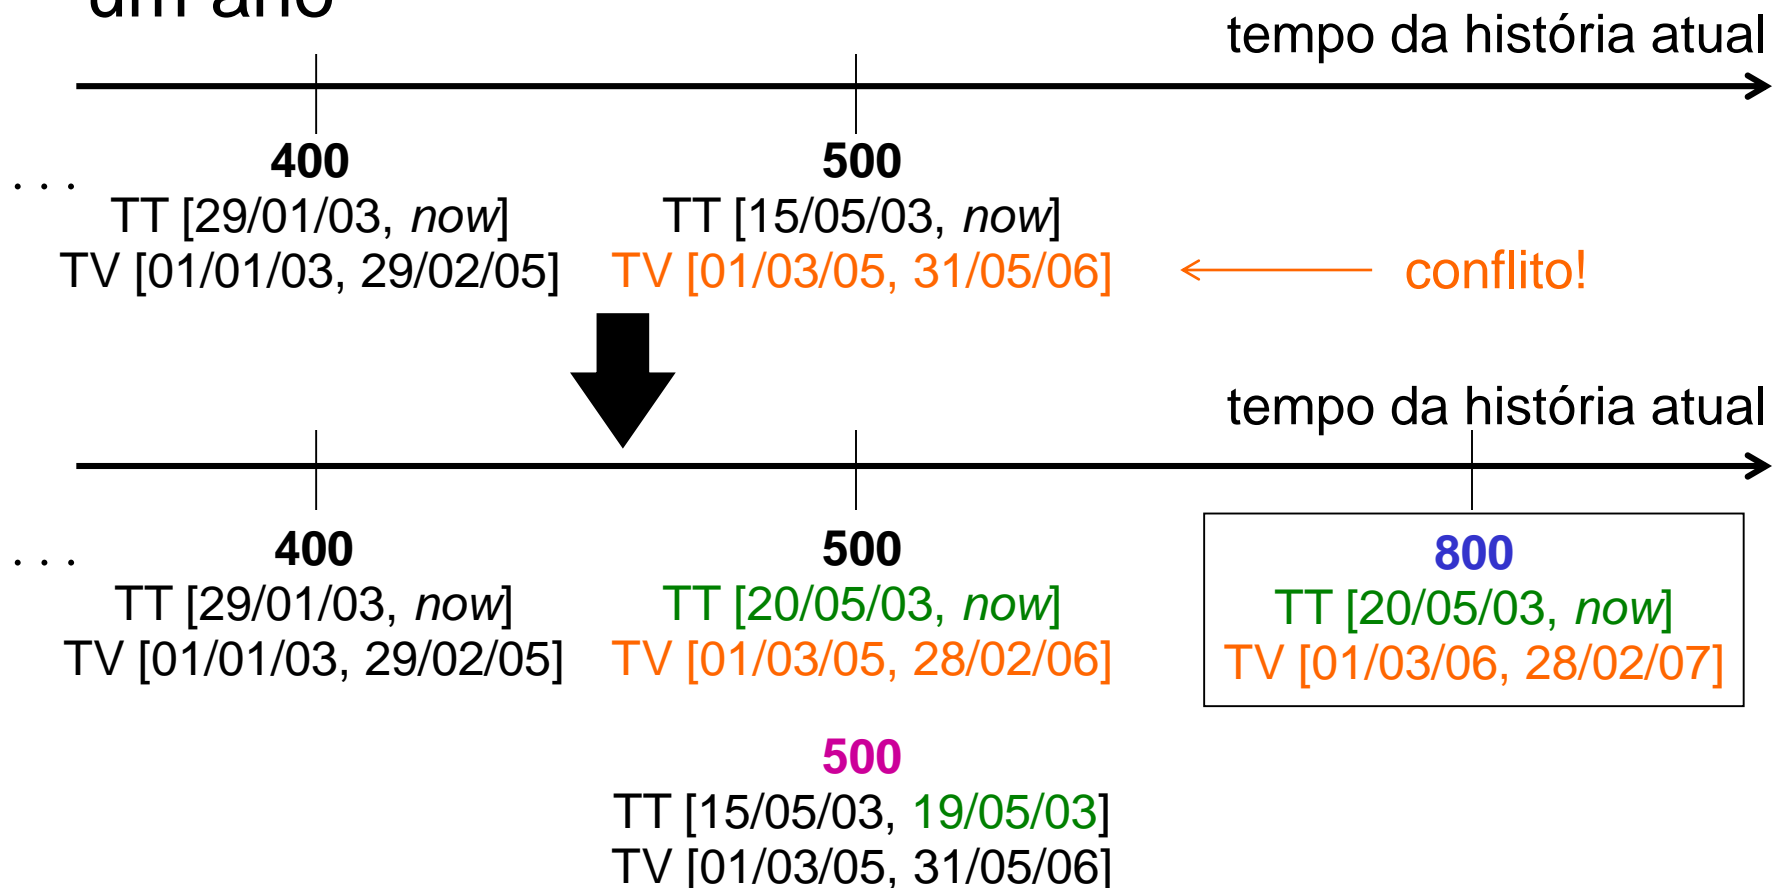 um ano
tempo da história atual
400 500
. . .
TT [29/01/03, now] TT [15/05/03, now]
TV [01/01/03, 29/02/05] TV [01/03/05, 31/05/06] conflito!
tempo da história atual
. . . 400 500 800
TT [29/01/03, now] TT [20/05/03, now] TT [20/05/03, now]
TV [01/01/03, 29/02/05] TV [01/03/05, 28/02/06] TV [01/03/06, 28/02/07]
500
TT [15/05/03, 19/05/03]
TV [01/03/05, 31/05/06]